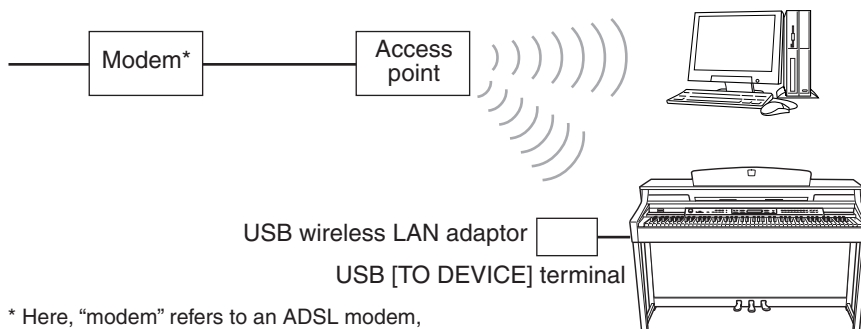 Modem*
Access
point
USB wireless LAN adaptor
USB [TO DEVICE] terminal
* Here, “modem” refers to an ADSL modem,